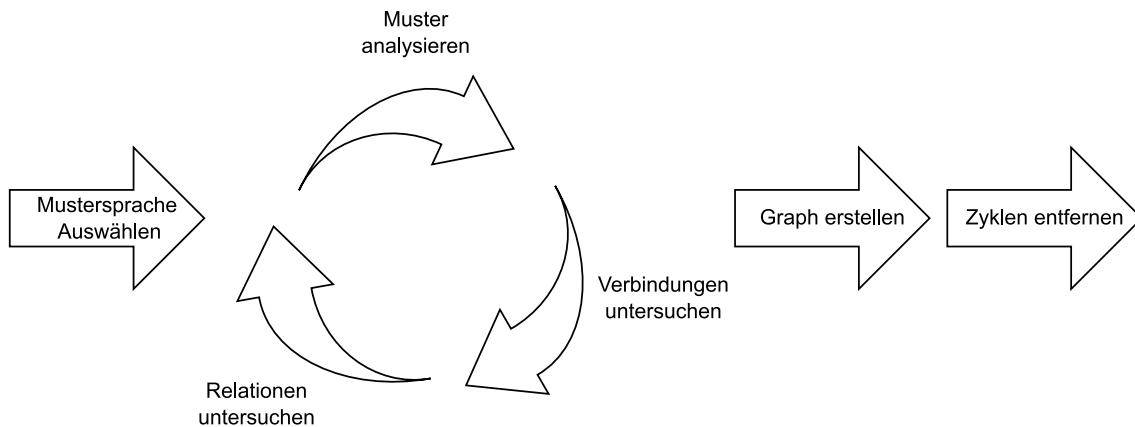 Mustersprache
Auswählen
Muster
analysieren
Verbindungen
untersuchen
Relationen
untersuchen
Graph erstellen
Zyklen entfernen